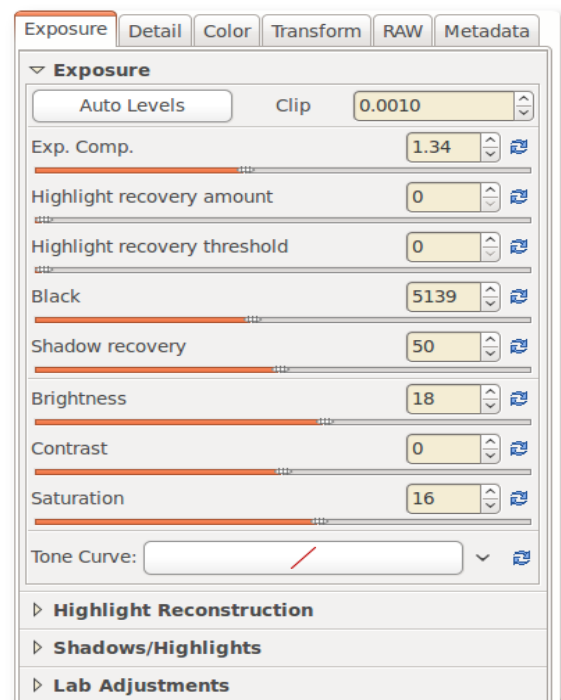 Exposure Detail Color Transform RAW Metadata
Exposure
Auto Levels Clip 0.0010
Exp. Comp. 1.34
Highlight recovery amount 0
Highlight recovery threshold 0
Black 5139
Shadow recovery 50
Brightness 18
Contrast 0
Saturation 16
Tone Curve:
Highlight Reconstruction
Shadows/Highlights
Lab Adjustments